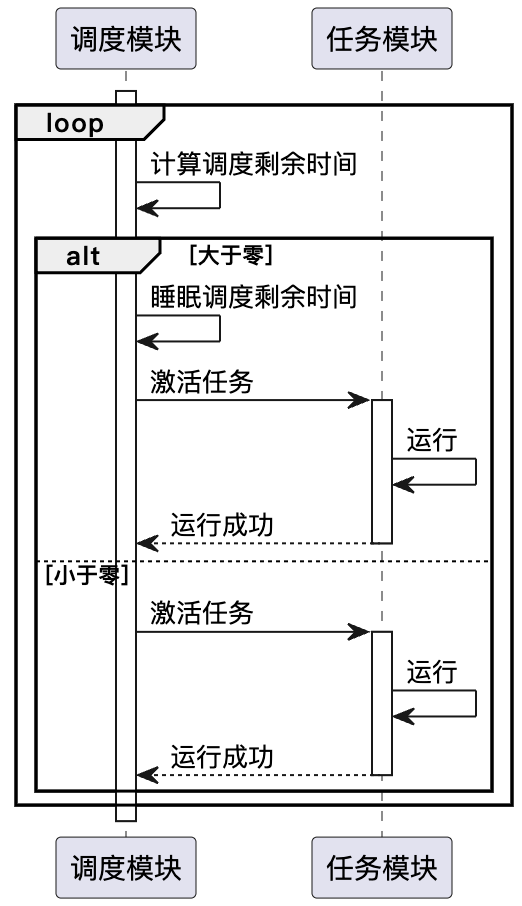 调度模块 任务模块
loop
计算调度剩余时间
alt [大于零]
睡眠调度剩余时间
激活任务
运行
运行成功
[小于零]
激活任务
运行
运行成功
调度模块 任务模块